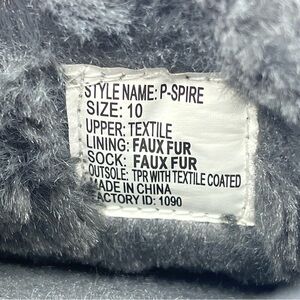 STYLE NAME: P-SPIRE
SIZE: 10
UPPER: TEXTILE
LINING: FAUX FUR
SOCK: FAUX FUR
OUTSOLE: TPR WITH TEXTILE COATED
MADE IN CHINA
FACTORY ID: 1090